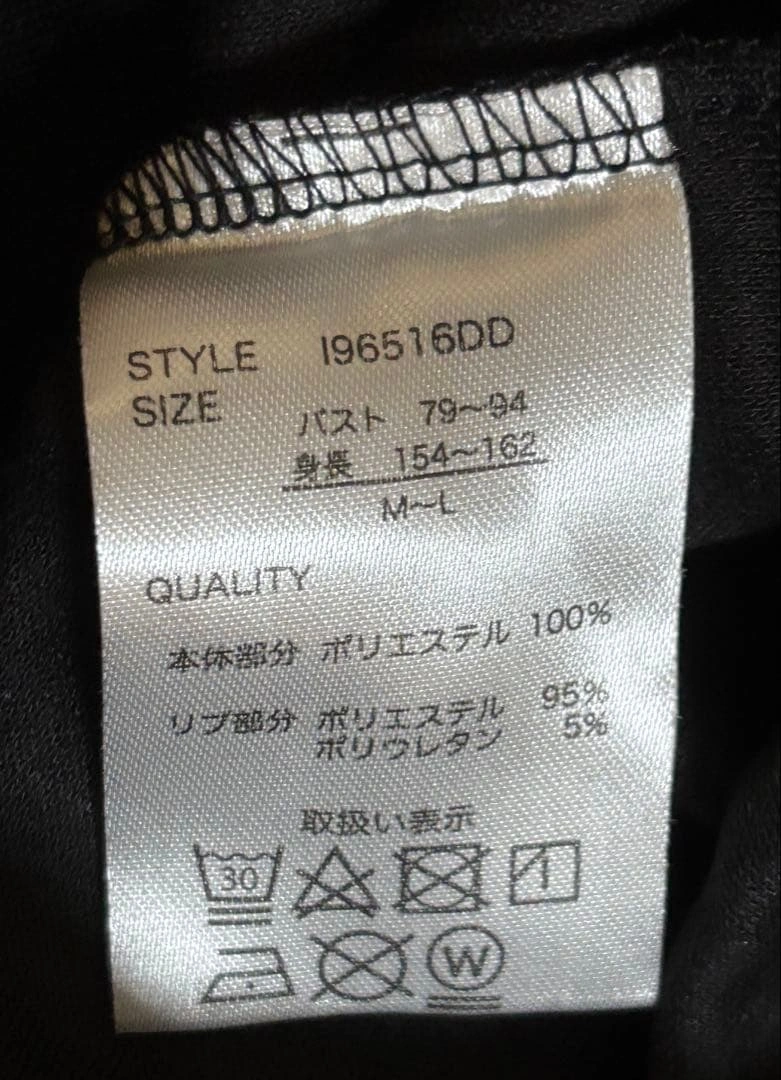 STYLE I96516DD
SIZE バスト 79〜94
身長 154〜162
M〜L
QUALITY
本体部分 ポリエステル 100%
リブ部分 ポリエステル 95%
ポリウレタン 5%
取扱い表示
30
W